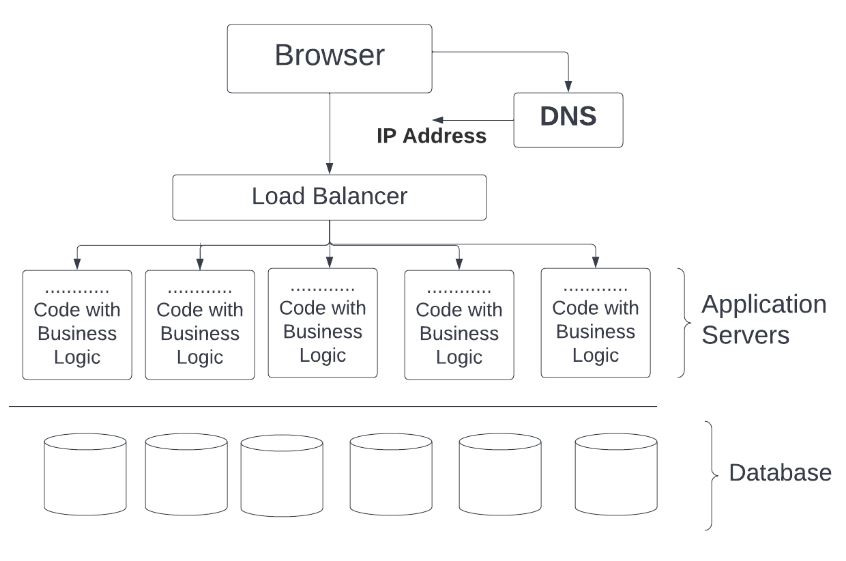 Browser
DNS
IP Address
Load Balancer
............
Code with
Business
Logic
............
Code with
Business
Logic
............
Code with
Business
Logic
............
Code with
Business
Logic
............
Code with
Business
Logic
Application
Servers
Database